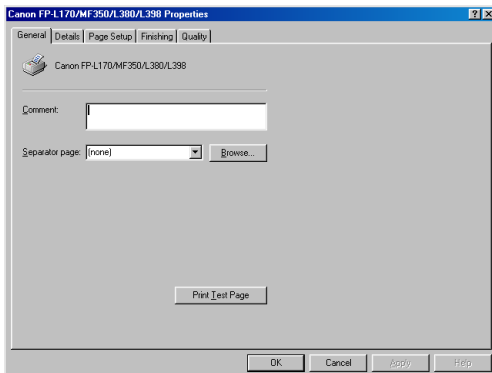 Canon FP-L170/MF350/L380/L398 Properties
General Details Page Setup Finishing Quality
Canon FP-L170/MF350/L380/L398
Comment:
Separator page: (none) Browse...
Print Test Page
OK Cancel Apply Help